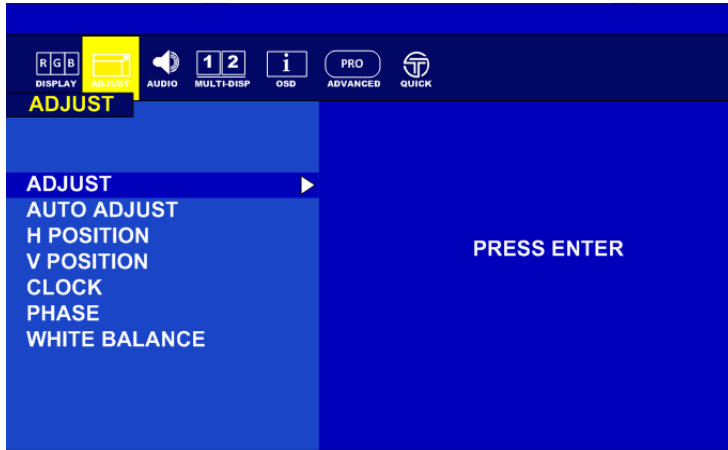 R G B
1 2
i
PRO
DISPLAY
ADJUST
AUDIO
MULTI-DISP
OSD
ADVANCED
QUICK
ADJUST
ADJUST
AUTO ADJUST
H POSITION
V POSITION
CLOCK
PHASE
WHITE BALANCE
PRESS ENTER